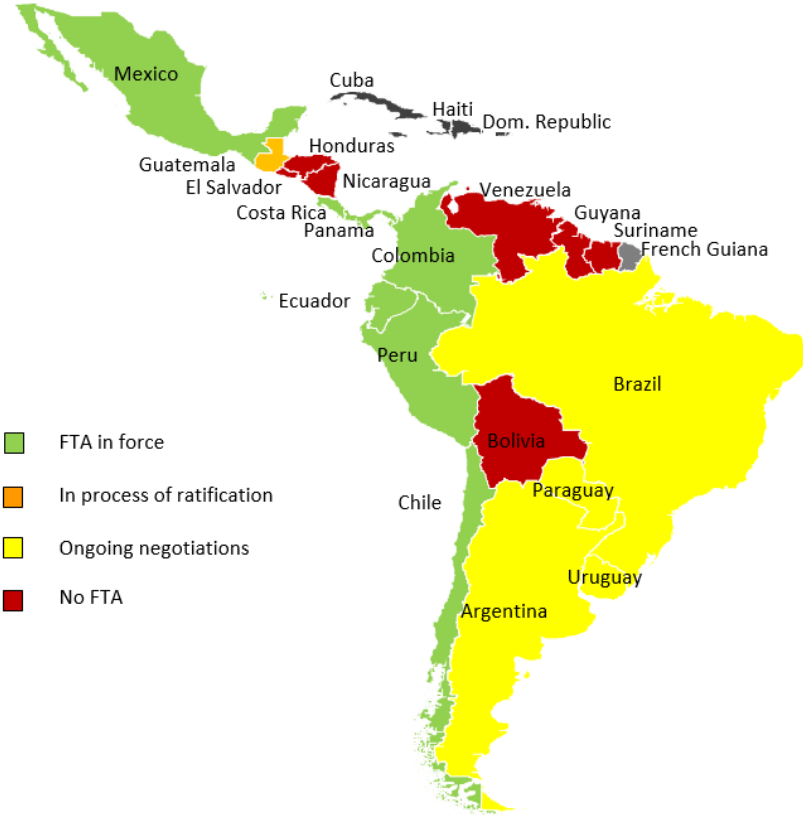 Mexico
Cuba
Haiti
Dom. Republic
Honduras
Guatemala
El Salvador
Nicaragua
Venezuela
Costa Rica
Guyana
Panama
Suriname
French Guiana
Colombia
Ecuador
Peru
Brazil
Bolivia
Paraguay
Chile
Uruguay
Argentina
FTA in force
In process of ratification
Ongoing negotiations
No FTA